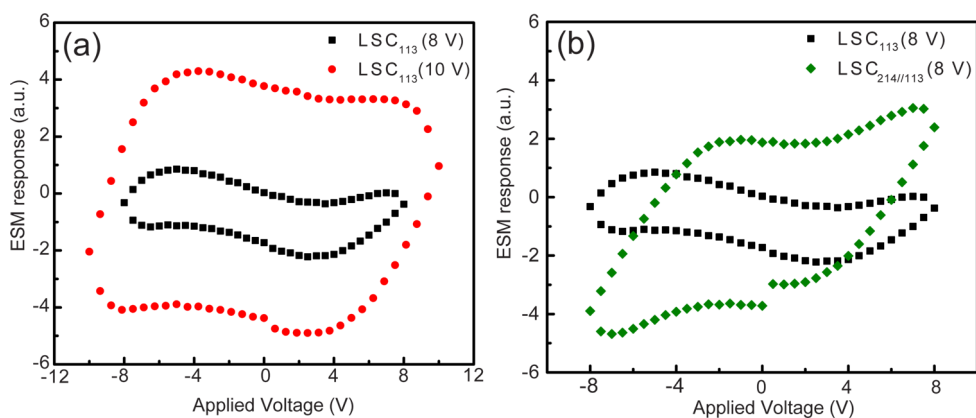 (a)
LSC113(8 V)
LSC113(10 V)
ESM response (a.u.)
6
4
2
0
-2
-4
-6
-12
-8
-4
0
4
8
12
Applied Voltage (V)
(b)
LSC113(8 V)
LSC214//113(8 V)
ESM response (a.u.)
6
4
2
0
-2
-4
-6
-8
-4
0
4
8
Applied Voltage (V)